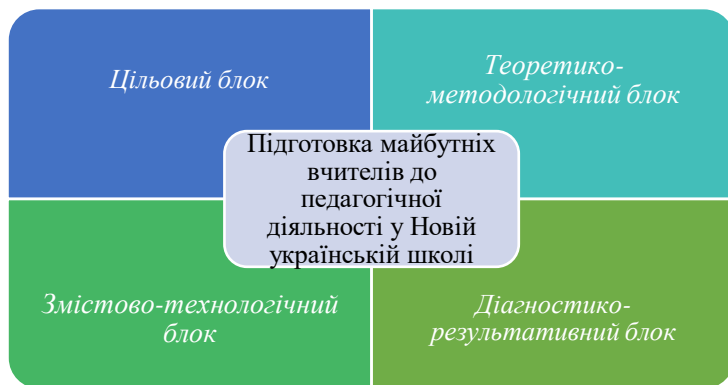 Цільовий блок
Теоретико-
методологічний блок
Підготовка майбутніх
вчителів до
педагогічної
діяльності у Новій
українській школі
Змістово-технологічний
блок
Діагностико-
результативний блок